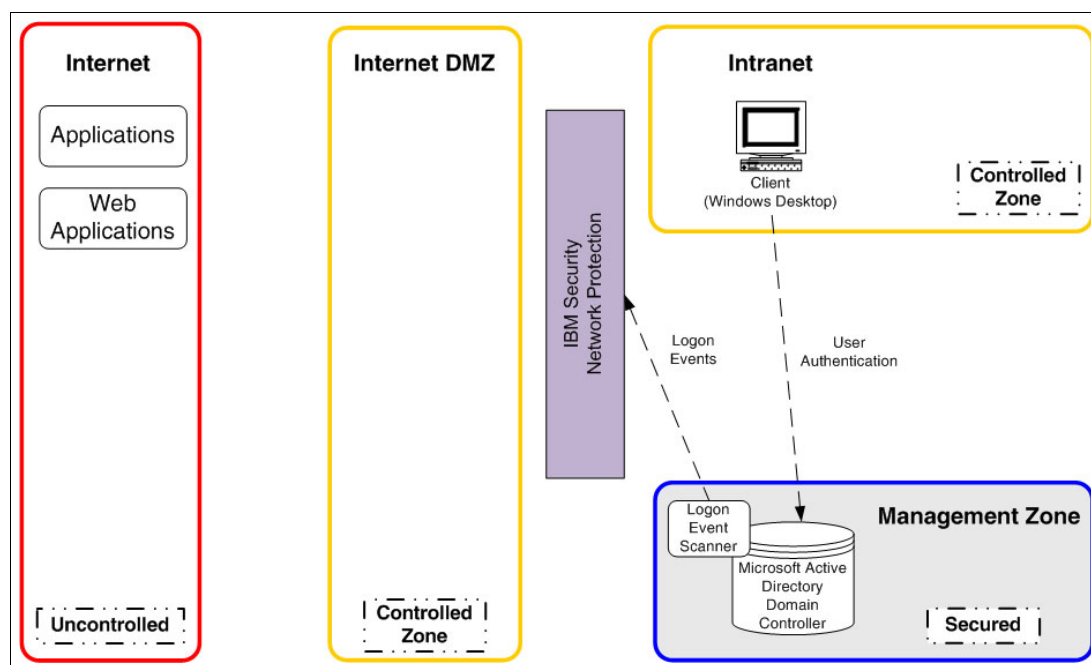 Internet
Applications
Web
Applications
Uncontrolled
Internet DMZ
Controlled
Zone
IBM Security
Network Protection
Intranet
Client
(Windows Desktop)
Controlled
Zone
Logon
Events
User
Authentication
Management Zone
Logon
Event
Scanner
Microsoft Active
Directory
Domain
Controller
Secured